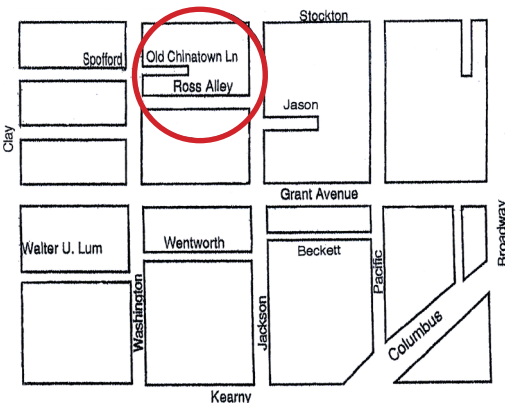 Stockton
Spofford
Old Chinatown Ln
Ross Alley
Jason
Clay
Grant Avenue
Walter U. Lum
Wentworth
Beckett
Washington
Jackson
Pacific
Columbus
Broadway
Kearny